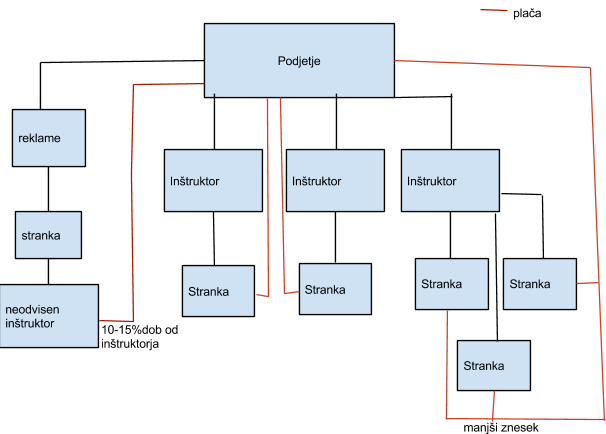 plača
Podjetje
reklame
Inštruktor
Inštruktor
Inštruktor
stranka
Stranka
Stranka
Stranka
Stranka
neodvisen
inštruktor
10-15%dob od
inštruktorja
Stranka
manjši znesek